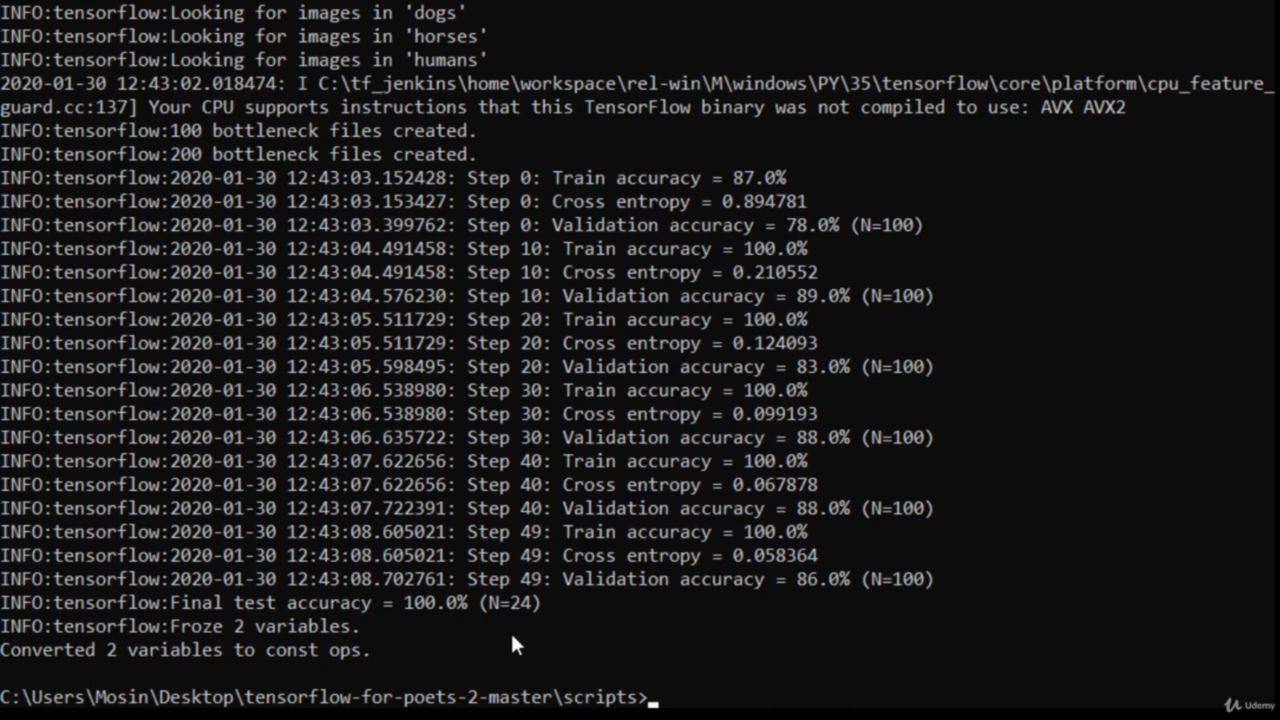 INFO:tensorflow:Looking for images in 'dogs'
INFO:tensorflow:Looking for images in 'horses'
INFO:tensorflow:Looking for images in 'humans'
2020-01-30 12:43:02.018474: I C:\tf_jenkins\home\workspace\rel-win\M\windows\PY\35\tensorflow\core\platform\cpu_feature_
guard.cc:137] Your CPU supports instructions that this TensorFlow binary was not compiled to use: AVX AVX2
INFO:tensorflow:100 bottleneck files created.
INFO:tensorflow:200 bottleneck files created.
INFO:tensorflow:2020-01-30 12:43:03.152428: Step 0: Train accuracy = 87.0%
INFO:tensorflow:2020-01-30 12:43:03.153427: Step 0: Cross entropy = 0.894781
INFO:tensorflow:2020-01-30 12:43:03.399762: Step 0: Validation accuracy = 78.0% (N=100)
INFO:tensorflow:2020-01-30 12:43:04.491458: Step 10: Train accuracy = 100.0%
INFO:tensorflow:2020-01-30 12:43:04.491458: Step 10: Cross entropy = 0.210552
INFO:tensorflow:2020-01-30 12:43:04.576230: Step 10: Validation accuracy = 89.0% (N=100)
INFO:tensorflow:2020-01-30 12:43:05.511729: Step 20: Train accuracy = 100.0%
INFO:tensorflow:2020-01-30 12:43:05.511729: Step 20: Cross entropy = 0.124093
INFO:tensorflow:2020-01-30 12:43:05.598495: Step 20: Validation accuracy = 83.0% (N=100)
INFO:tensorflow:2020-01-30 12:43:06.538980: Step 30: Train accuracy = 100.0%
INFO:tensorflow:2020-01-30 12:43:06.538980: Step 30: Cross entropy = 0.099193
INFO:tensorflow:2020-01-30 12:43:06.635722: Step 30: Validation accuracy = 88.0% (N=100)
INFO:tensorflow:2020-01-30 12:43:07.622656: Step 40: Train accuracy = 100.0%
INFO:tensorflow:2020-01-30 12:43:07.622656: Step 40: Cross entropy = 0.067878
INFO:tensorflow:2020-01-30 12:43:07.722391: Step 40: Validation accuracy = 88.0% (N=100)
INFO:tensorflow:2020-01-30 12:43:08.605021: Step 49: Train accuracy = 100.0%
INFO:tensorflow:2020-01-30 12:43:08.605021: Step 49: Cross entropy = 0.058364
INFO:tensorflow:2020-01-30 12:43:08.702761: Step 49: Validation accuracy = 86.0% (N=100)
INFO:tensorflow:Final test accuracy = 100.0% (N=24)
INFO:tensorflow:Froze 2 variables.
Converted 2 variables to const ops.
C:\Users\Mosin\Desktop\tensorflow-for-poets-2-master\scripts>
Udemy